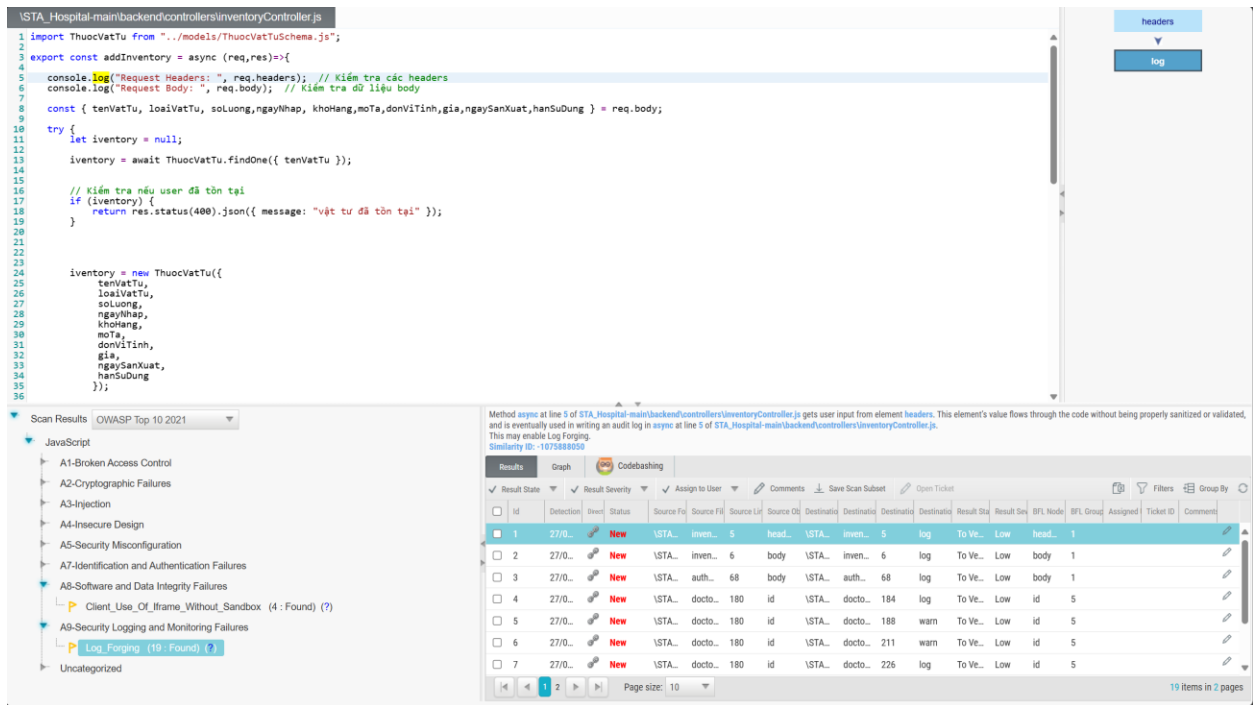 \STA_Hospital-main\backend\controllers\inventoryController.js
1 import ThuocVatTu from "../models/ThuocVatTuSchema.js";
2
3 export const addInventory = async (req,res)=>{
4
5 console.log("Request Headers: ", req.headers); // Kiểm tra các headers
6 console.log("Request Body: ", req.body); // Kiểm tra dữ liệu body
7
8 const { tenVatTu, loaiVatTu, soLuong,ngayNhap, khoHang,moTa,donViTinh,gia,ngaySanXuat,hanSuDung } = req.body;
9
10 try {
11 let iventory = null;
12
13 iventory = await ThuocVatTu.findOne({ tenVatTu });
14
15
16 // Kiểm tra nếu user đã tồn tại
17 if (iventory) {
18 return res.status(400).json({ message: "vật tư đã tồn tại" });
19 }
20
21
22
23
24 iventory = new ThuocVatTu({
25 tenVatTu,
26 loaiVatTu,
27 soLuong,
28 ngayNhap,
29 khoHang,
30 moTa,
31 donViTinh,
32 gia,
33 ngaySanXuat,
34 hanSuDung
35 });
36
headers
log
Scan Results OWASP Top 10 2021
JavaScript
A1-Broken Access Control
A2-Cryptographic Failures
A3-Injection
A4-Insecure Design
A5-Security Misconfiguration
A7-Identification and Authentication Failures
A8-Software and Data Integrity Failures
Client_Use_Of_Iframe_Without_Sandbox (4 : Found) (?)
A9-Security Logging and Monitoring Failures
Log_Forging (19 : Found) (?)
Uncategorized
Method async at line 5 of STA_Hospital-main\backend\controllers\inventoryController.js gets user input from element headers. This element's value flows through the code without being properly sanitized or validated,
and is eventually used in writing an audit log in async at line 5 of STA_Hospital-main\backend\controllers\inventoryController.js.
This may enable Log Forging.
Similarity ID: -1075888050
Results Graph Codebashing
Result State Result Severity Assign to User Comments Save Scan Subset Open Ticket Filters Group By
Id Detection Direct Status Source Fo Source Fil Source Lin Source Ob Destinatio Destinatio Destinatio Destinatio Result Sta Result Sev BFL Node BFL Group Assigned Ticket ID Comments
1 27/0... New \STA... inven... 5 head... \STA... inven... 5 log To Ve... Low head... 1
2 27/0... New \STA... inven... 6 body \STA... inven... 6 log To Ve... Low body 1
3 27/0... New \STA... auth... 68 body \STA... auth... 68 log To Ve... Low body 1
4 27/0... New \STA... docto... 180 id \STA... docto... 184 log To Ve... Low id 5
5 27/0... New \STA... docto... 180 id \STA... docto... 188 warn To Ve... Low id 5
6 27/0... New \STA... docto... 180 id \STA... docto... 211 warn To Ve... Low id 5
7 27/0... New \STA... docto... 180 id \STA... docto... 226 log To Ve... Low id 5
1 2 Page size: 10 19 items in 2 pages